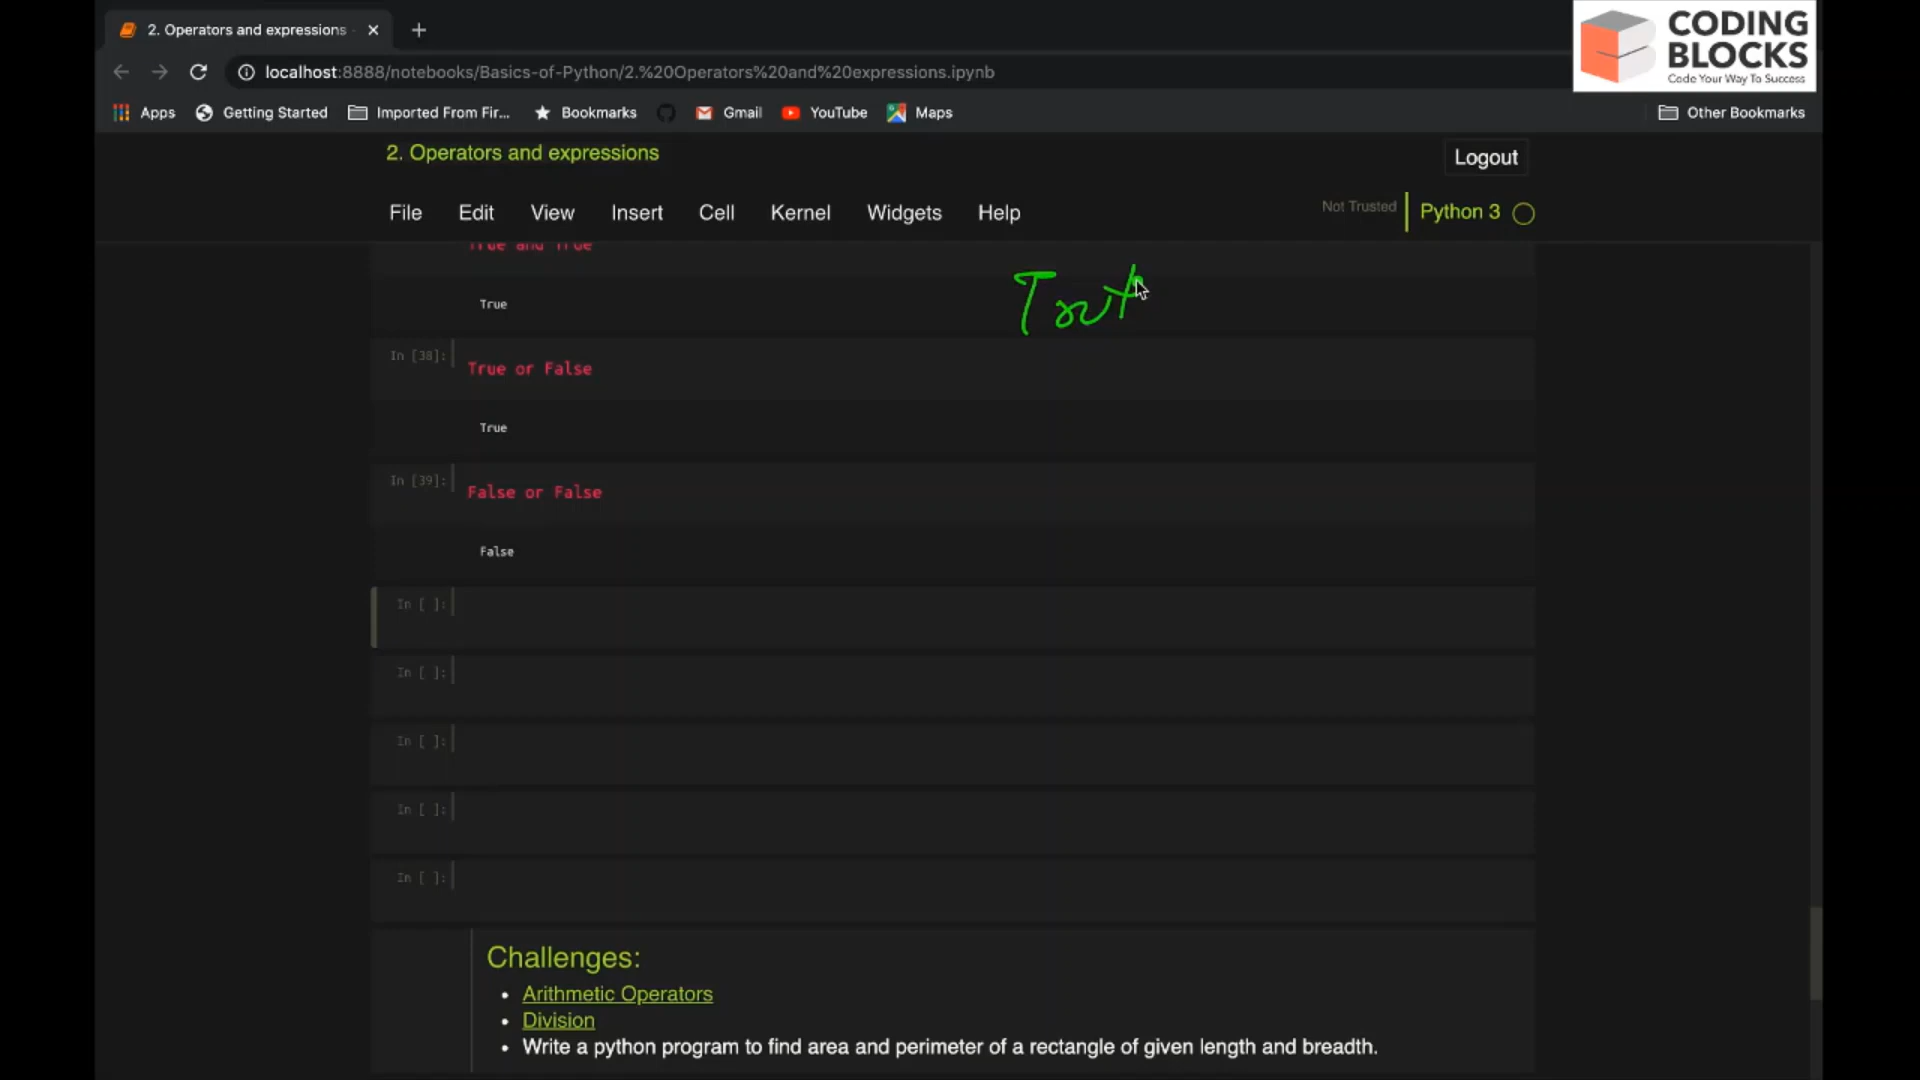 2. Operators and expressions -
CODING
BLOCKS
Code Your Way To Success
localhost:8888/notebooks/Basics-of-Python/2.%20Operators%20and%20expressions.ipynb
Apps Getting Started Imported From Fir... Bookmarks Gmail YouTube Maps Other Bookmarks
2. Operators and expressions
Logout
File Edit View Insert Cell Kernel Widgets Help Not Trusted Python 3
True and True
True
In [38]:
True or False
True
In [39]:
False or False
False
In [ ]:
In [ ]:
In [ ]:
In [ ]:
In [ ]:
Challenges:
• Arithmetic Operators
• Division
• Write a python program to find area and perimeter of a rectangle of given length and breadth.